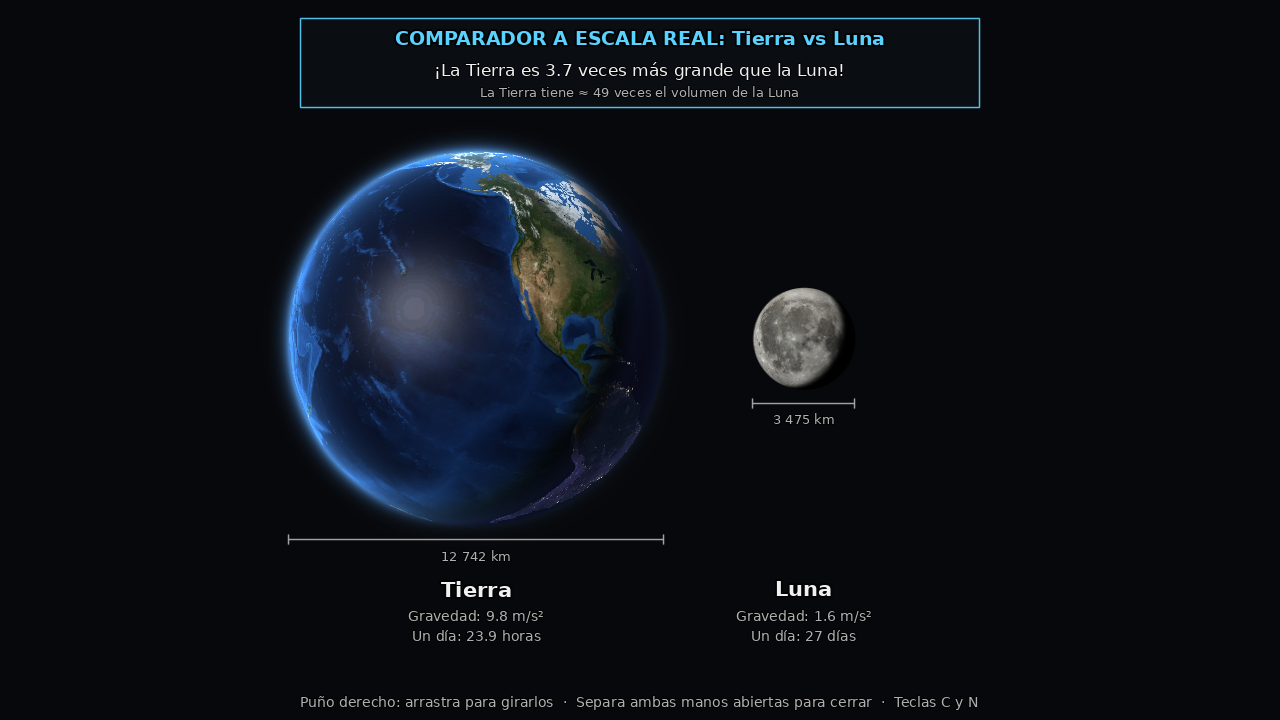 COMPARADOR A ESCALA REAL: Tierra vs Luna
¡La Tierra es 3.7 veces más grande que la Luna!
La Tierra tiene ≈ 49 veces el volumen de la Luna
3 475 km
12 742 km
Tierra
Gravedad: 9.8 m/s²
Un día: 23.9 horas
Luna
Gravedad: 1.6 m/s²
Un día: 27 días
Puño derecho: arrastra para girarlos · Separa ambas manos abiertas para cerrar · Teclas C y N